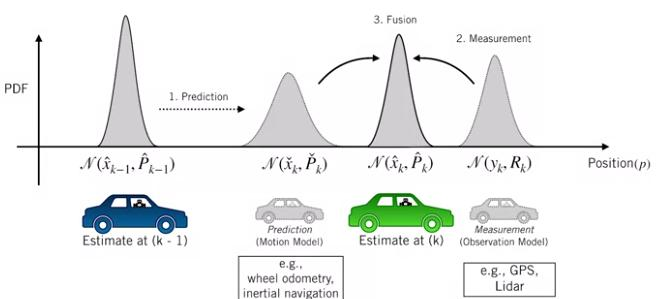 3. Fusion
2. Measurement
PDF
1. Prediction
𝒩(x̂ₖ₋₁, P̂ₖ₋₁)
𝒩(x̌ₖ, P̌ₖ)
𝒩(x̂ₖ, P̂ₖ)
𝒩(yₖ, Rₖ)
Position(p)
Estimate at (k - 1)
Prediction
(Motion Model)
Estimate at (k)
Measurement
(Observation Model)
e.g.,
wheel odometry,
inertial navigation
e.g., GPS,
Lidar